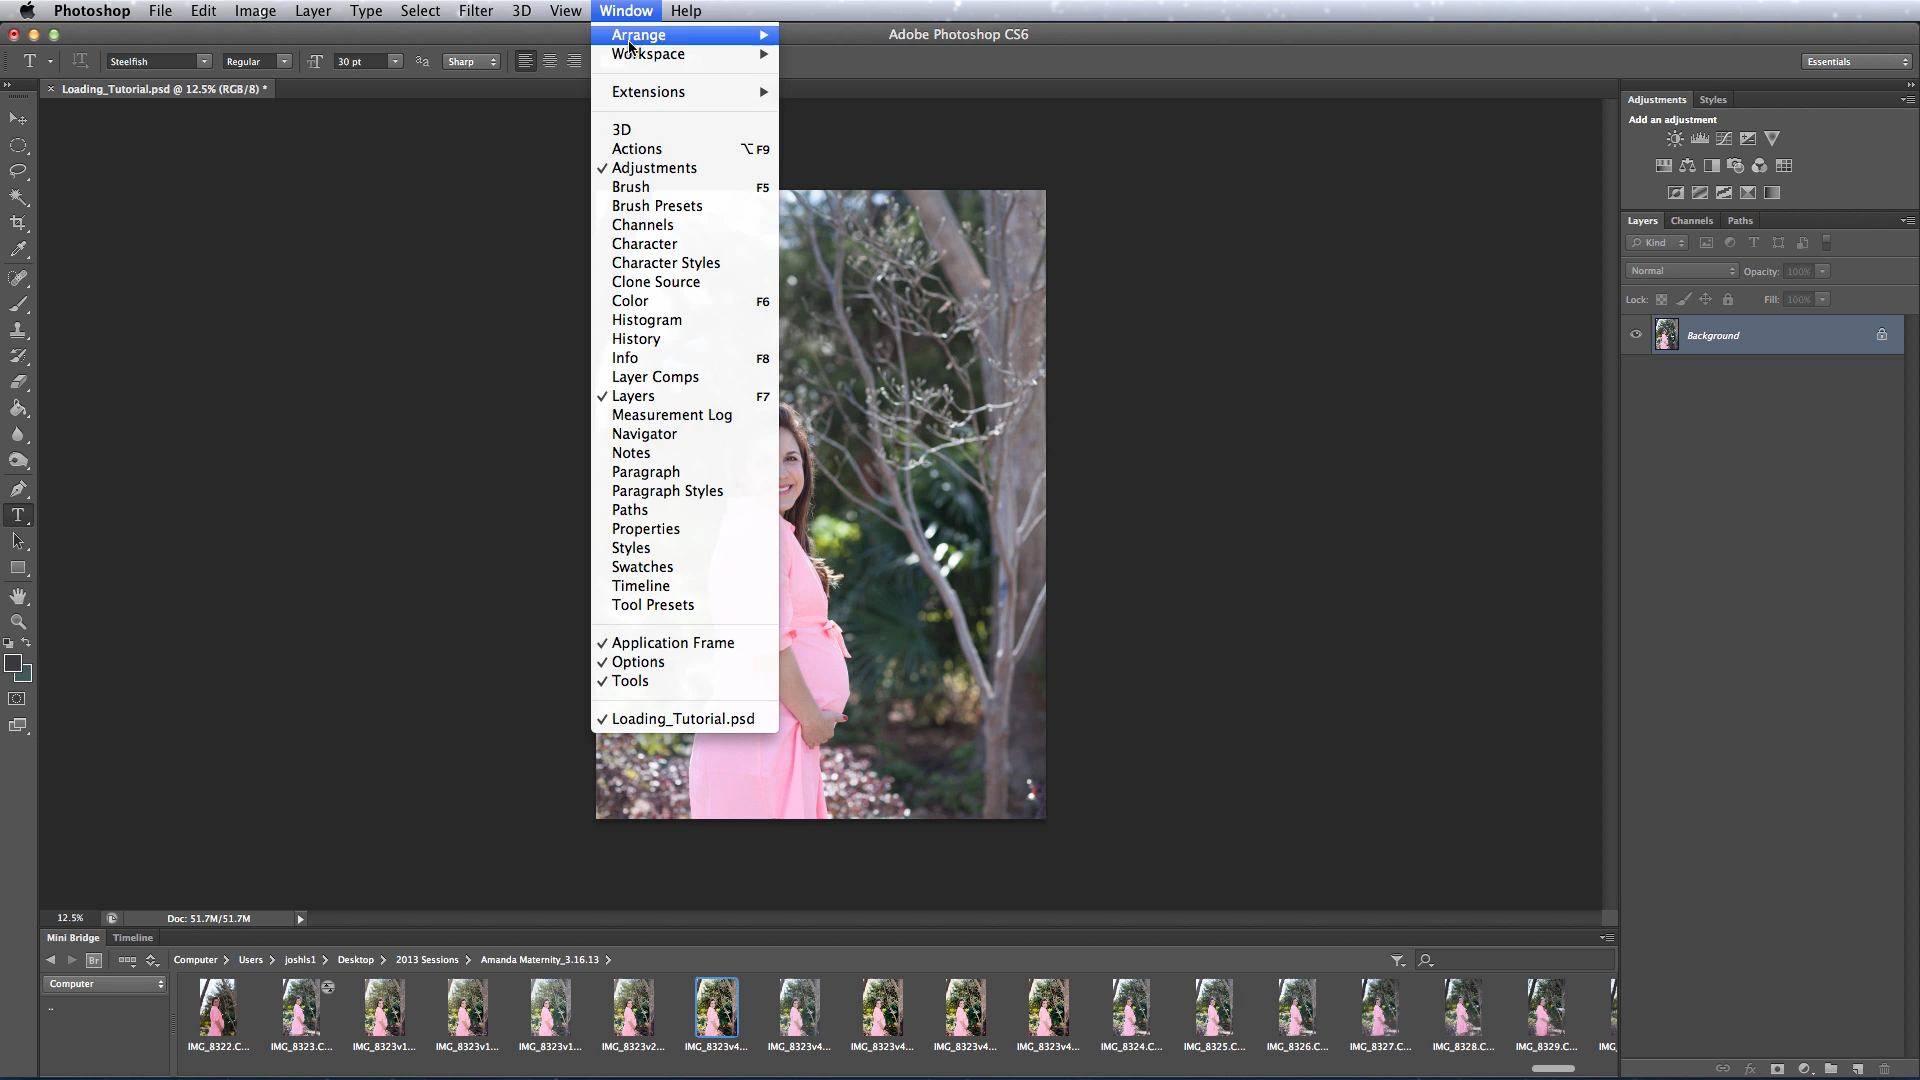 Photoshop File Edit Image Layer Type Select Filter 3D View Window Help
Adobe Photoshop CS6
T Steelfish Regular T 30 pt aa Sharp Essentials
Loading_Tutorial.psd @ 12.5% (RGB/8) *
Arrange
Workspace
Extensions
3D
Actions ⌥F9
✓ Adjustments
Brush F5
Brush Presets
Channels
Character
Character Styles
Clone Source
Color F6
Histogram
History
Info F8
Layer Comps
✓ Layers F7
Measurement Log
Navigator
Notes
Paragraph
Paragraph Styles
Paths
Properties
Styles
Swatches
Timeline
Tool Presets
✓ Application Frame
✓ Options
✓ Tools
✓ Loading_Tutorial.psd
Adjustments Styles
Add an adjustment
Layers Channels Paths
Kind T
Normal Opacity: 100%
Lock: Fill: 100%
Background
T
12.5% Doc: 51.7M/51.7M
Mini Bridge Timeline
Br Computer > Users > joshls1 > Desktop > 2013 Sessions > Amanda Maternity_3.16.13 >
Computer
..
IMG_8322.C... IMG_8323.C... IMG_8323v1... IMG_8323v1... IMG_8323v1... IMG_8323v2... IMG_8323v4... IMG_8323v4... IMG_8323v4... IMG_8323v4... IMG_8323v4... IMG_8324.C... IMG_8325.C... IMG_8326.C... IMG_8327.C... IMG_8328.C... IMG_8329.C... IMG_
fx